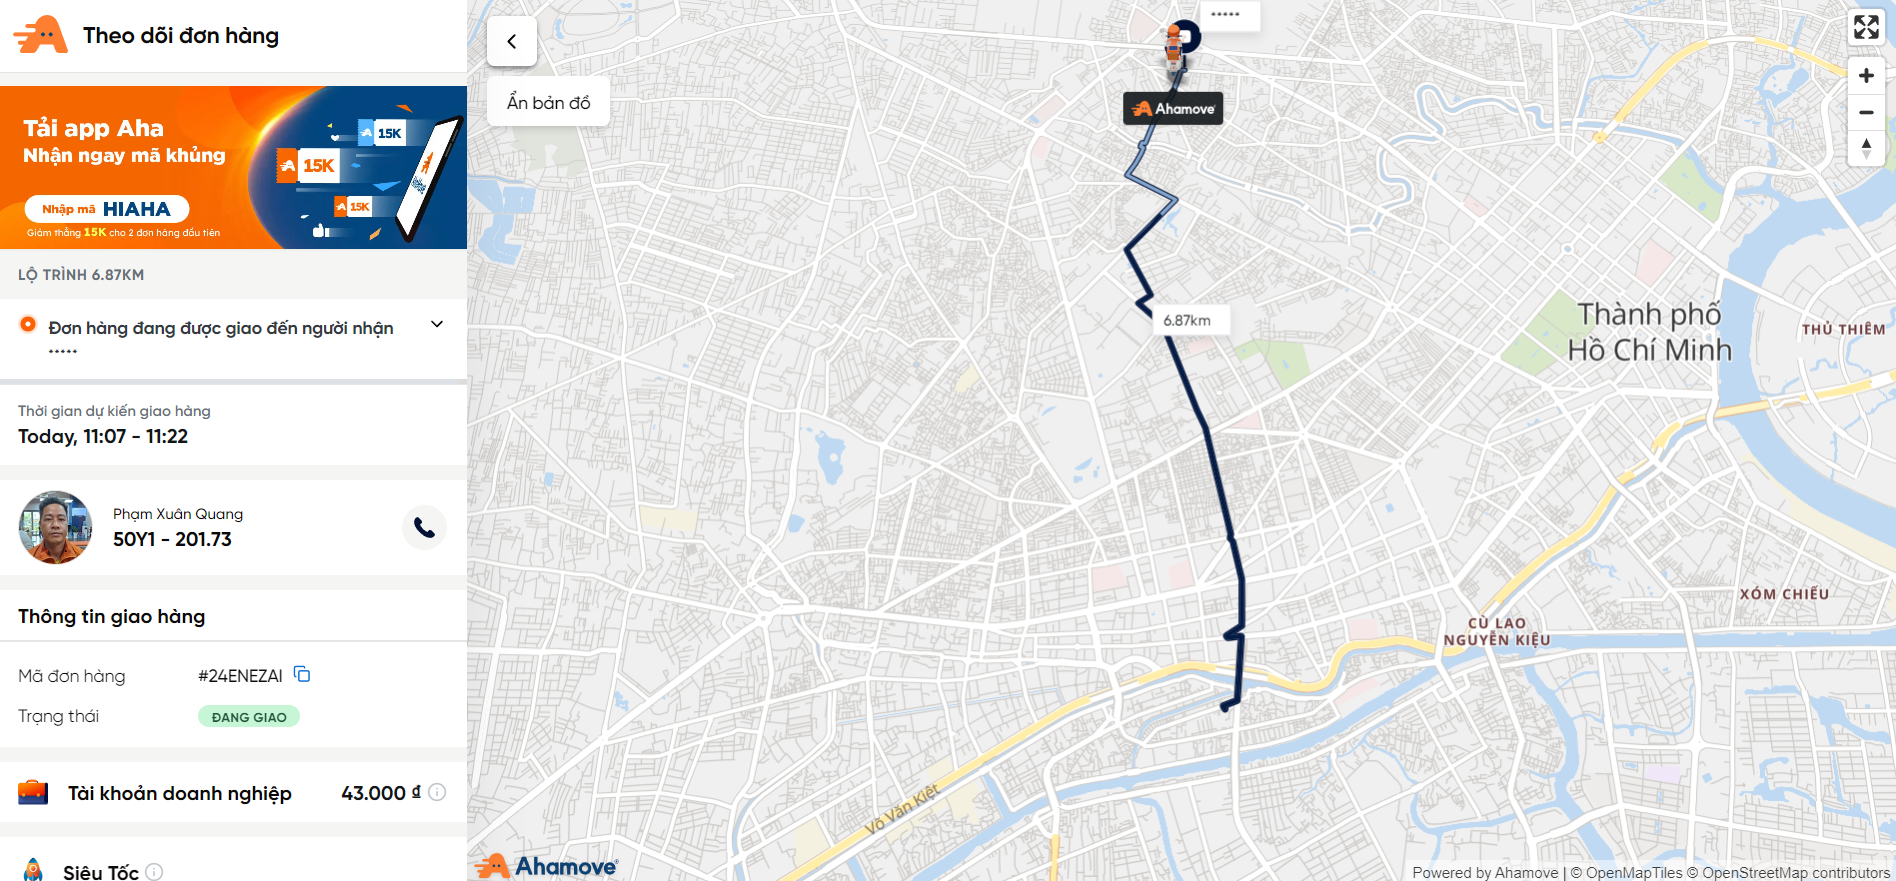 Theo dõi đơn hàng
Tải app Aha
Nhận ngay mã khủng
15K
15K
15K
Nhập mã HIAHA
Giảm thẳng 15K cho 2 đơn hàng đầu tiên
LỘ TRÌNH 6.87KM
Đơn hàng đang được giao đến người nhận
•••••
Thời gian dự kiến giao hàng
Today, 11:07 - 11:22
Phạm Xuân Quang
50Y1 - 201.73
Thông tin giao hàng
Mã đơn hàng #24ENEZAI
Trạng thái ĐANG GIAO
Tài khoản doanh nghiệp 43.000 ₫
Siêu Tốc
Ẩn bản đồ
•••••
Ahamove
6.87km
Thành phố
Hồ Chí Minh
THỦ THIÊM
XÓM CHIẾU
CÙ LAO
NGUYỄN KIỆU
Võ Văn Kiệt
Ahamove
Powered by Ahamove | © OpenMapTiles © OpenStreetMap contributors